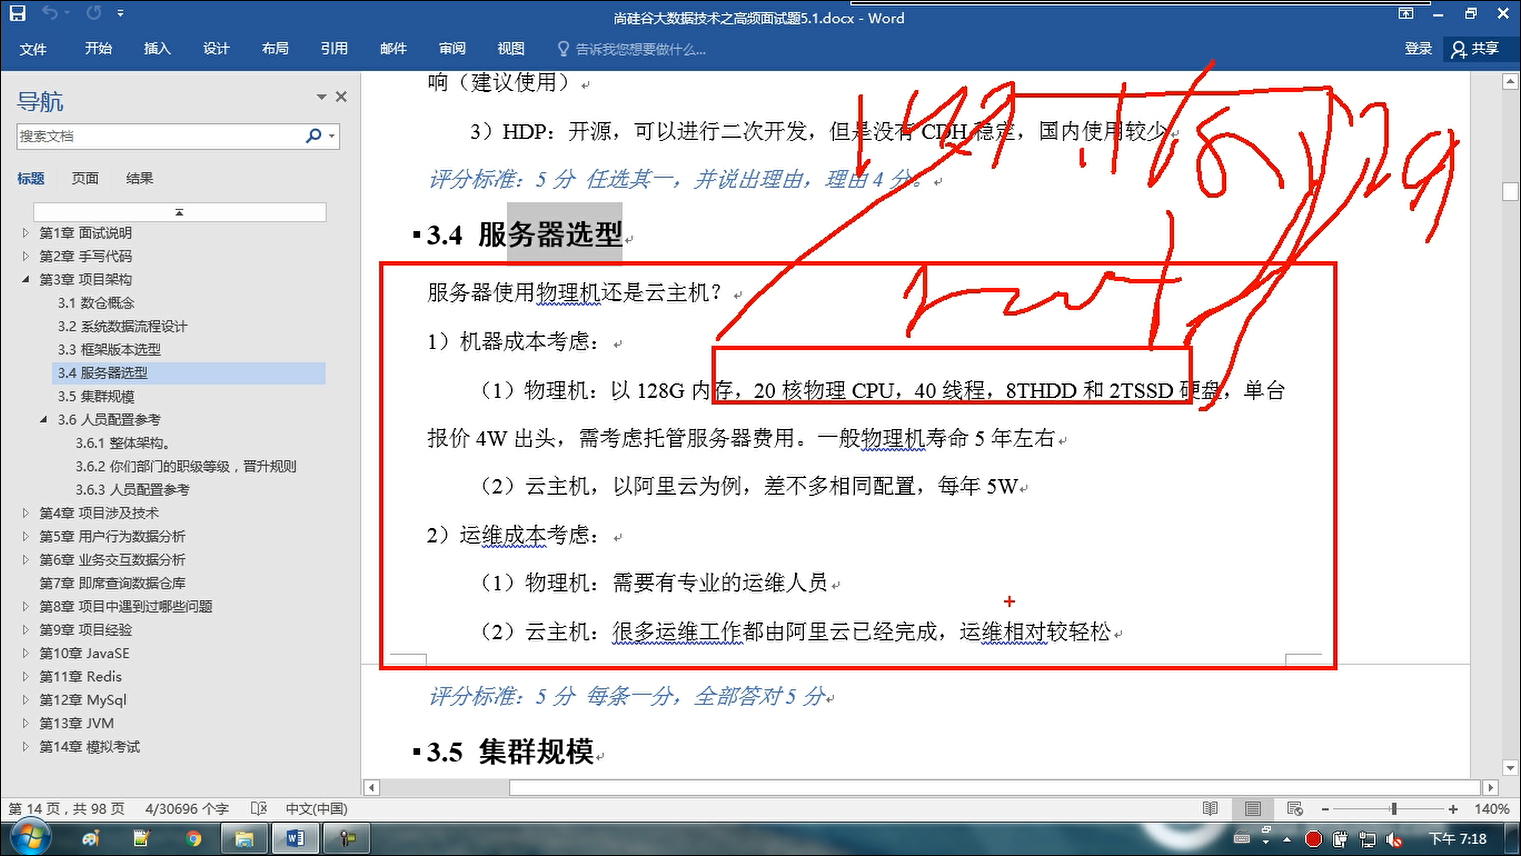 尚硅谷大数据技术之高频面试题5.1.docx - Word
文件 开始 插入 设计 布局 引用 邮件 审阅 视图 告诉我您想要做什么... 登录 共享
导航
搜索文档
标题 页面 结果
第1章 面试说明
第2章 手写代码
第3章 项目架构
3.1 数仓概念
3.2 系统数据流程设计
3.3 框架版本选型
3.4 服务器选型
3.5 集群规模
3.6 人员配置参考
3.6.1 整体架构。
3.6.2 你们部门的职级等级，晋升规则
3.6.3 人员配置参考
第4章 项目涉及技术
第5章 用户行为数据分析
第6章 业务交互数据分析
第7章 即席查询数据仓库
第8章 项目中遇到过哪些问题
第9章 项目经验
第10章 JavaSE
第11章 Redis
第12章 MySql
第13章 JVM
第14章 模拟考试
响（建议使用）
3）HDP：开源，可以进行二次开发，但是没有 CDH 稳定，国内使用较少
评分标准：5 分 任选其一，并说出理由，理由 4 分。
3.4 服务器选型
服务器使用物理机还是云主机？
1）机器成本考虑：
（1）物理机：以 128G 内存，20 核物理 CPU，40 线程，8THDD 和 2TSSD 硬盘，单台
报价 4W 出头，需考虑托管服务器费用。一般物理机寿命 5 年左右
（2）云主机，以阿里云为例，差不多相同配置，每年 5W
2）运维成本考虑：
（1）物理机：需要有专业的运维人员
（2）云主机：很多运维工作都由阿里云已经完成，运维相对较轻松
评分标准：5 分 每条一分，全部答对 5 分
3.5 集群规模
第 14 页，共 98 页 4/30696 个字 中文(中国) 140%
下午 7:18